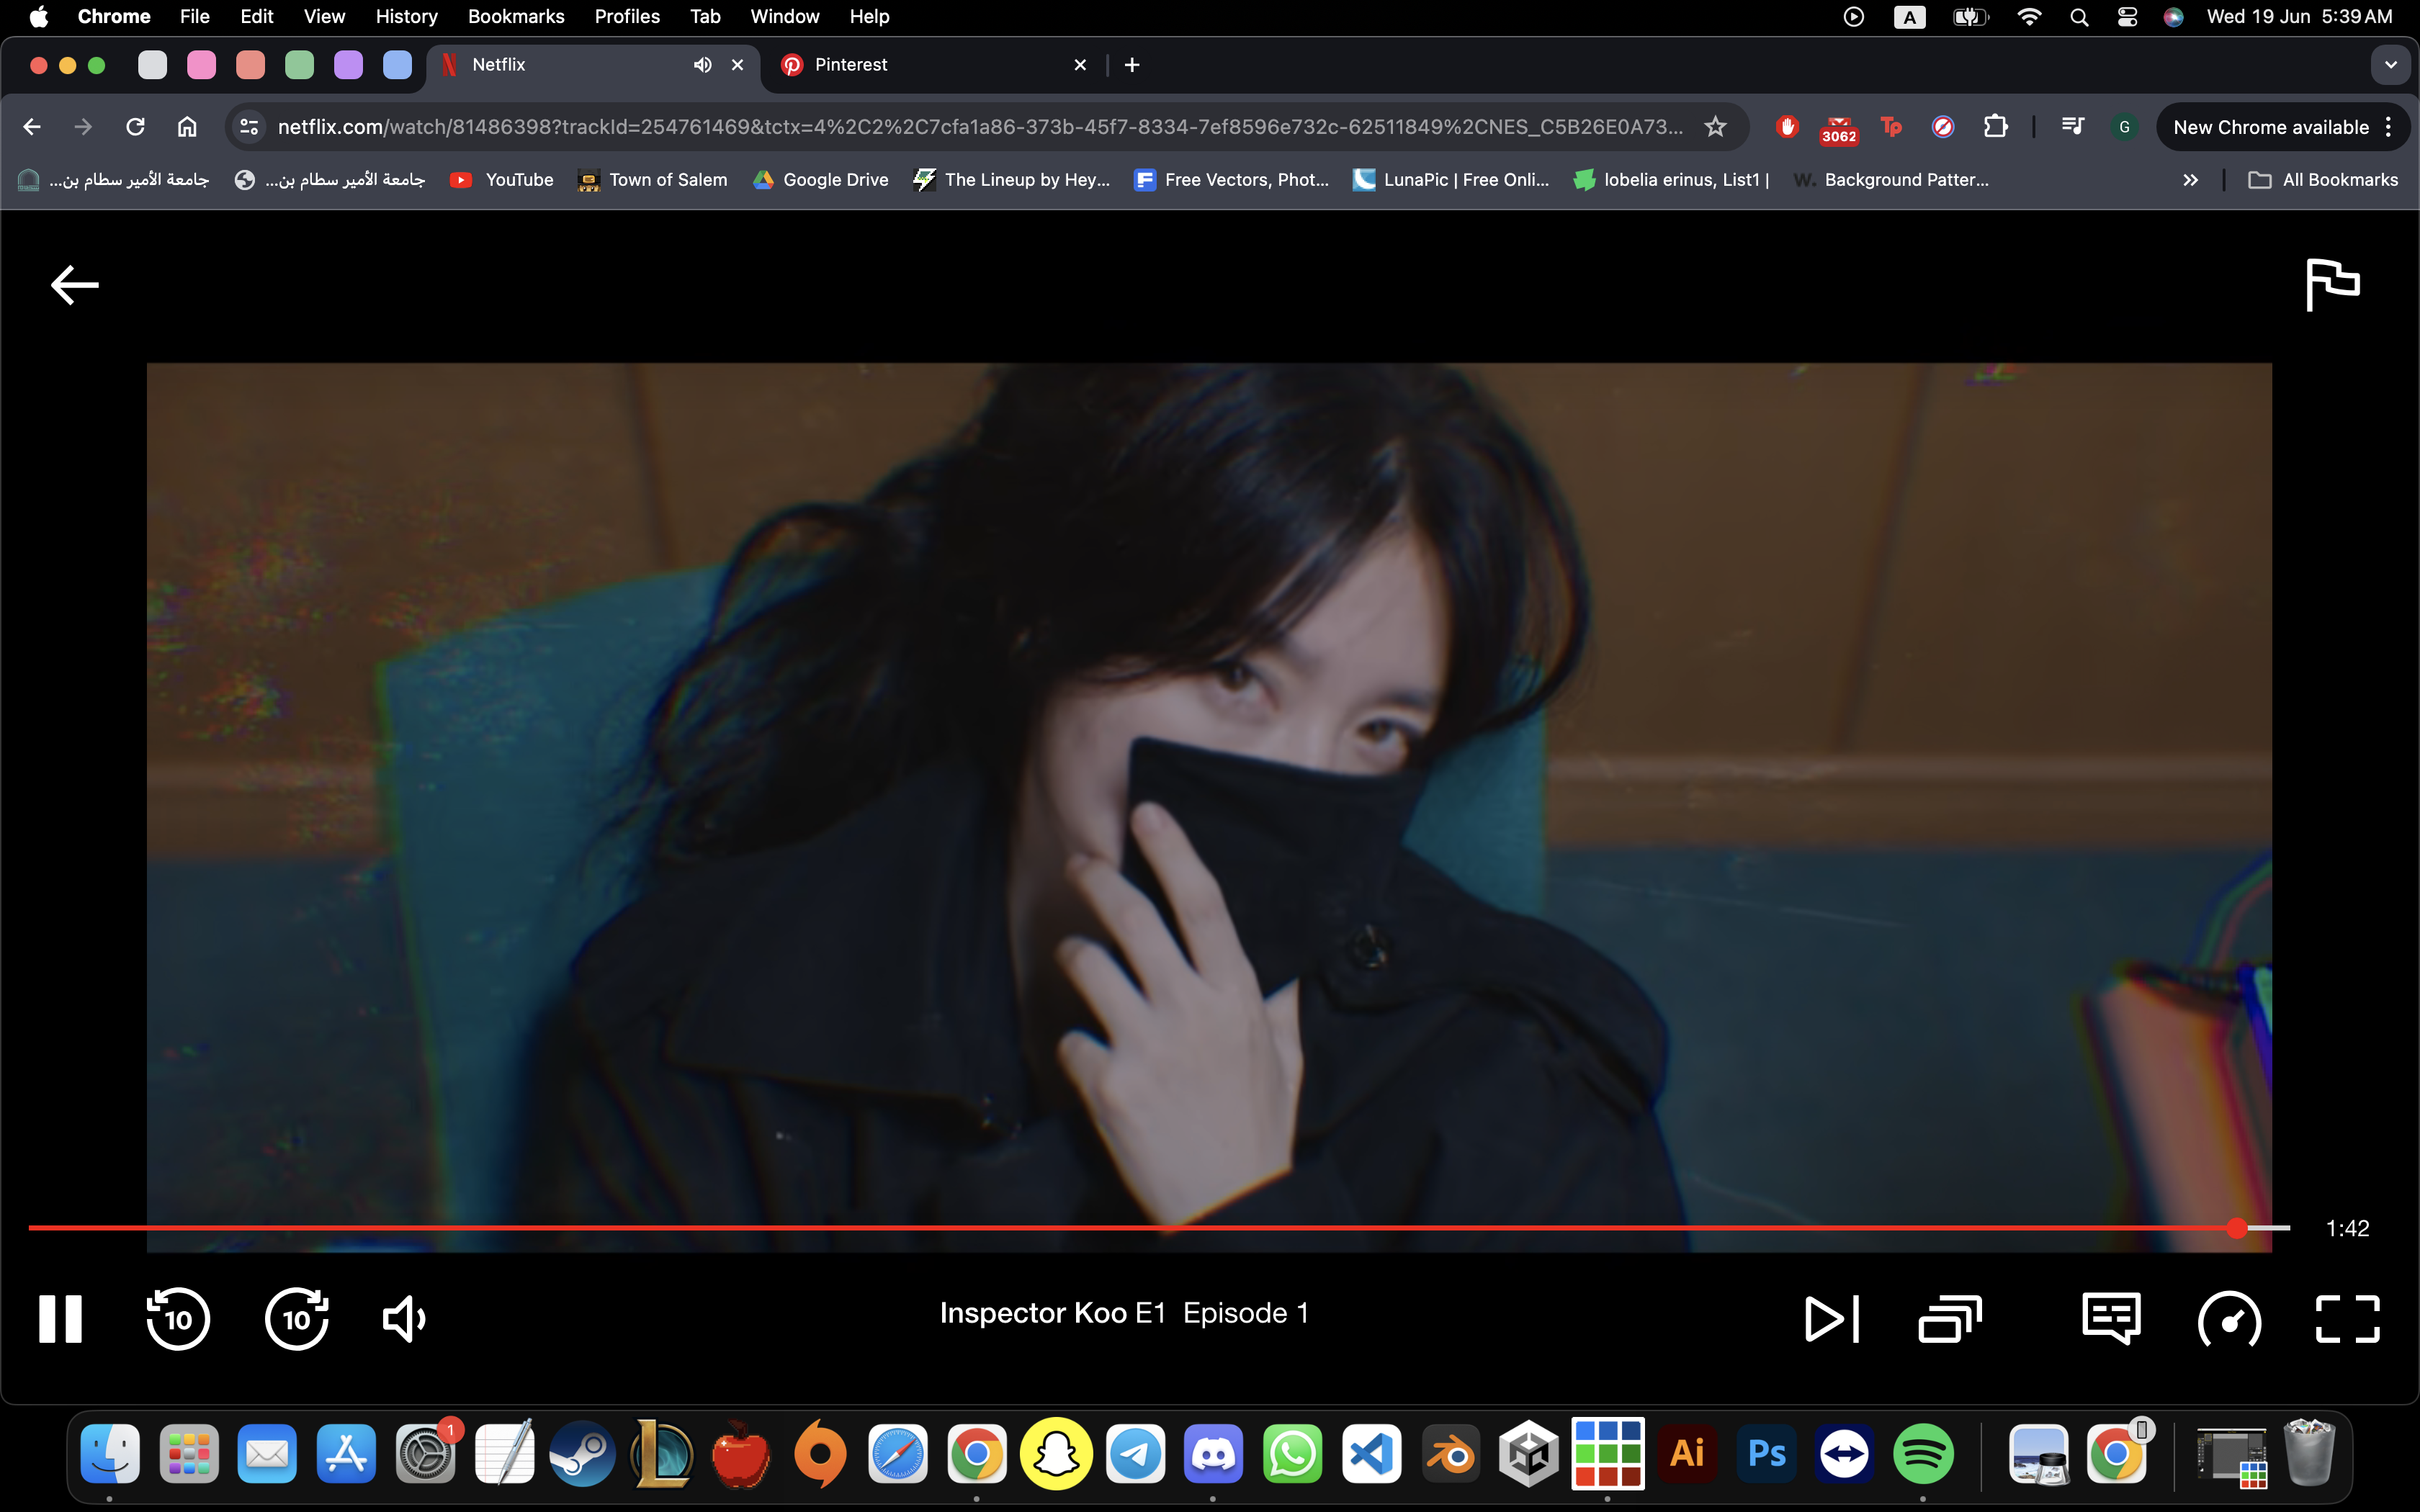 Chrome File Edit View History Bookmarks Profiles Tab Window Help A Wed 19 Jun 5:39 AM
Netflix Pinterest
netflix.com/watch/81486398?trackId=254761469&tctx=4%2C2%2C7cfa1a86-373b-45f7-8334-7ef8596e732c-62511849%2CNES_C5B26E0A73... 3062 Tp G New Chrome available
جامعة الأمير سطام بن... جامعة الأمير سطام بن... YouTube Town of Salem Google Drive The Lineup by Hey... Free Vectors, Phot... LunaPic | Free Onli... lobelia erinus, List1 | W. Background Patter... All Bookmarks
1:42
10 10 Inspector Koo E1 Episode 1
1 Ai Ps